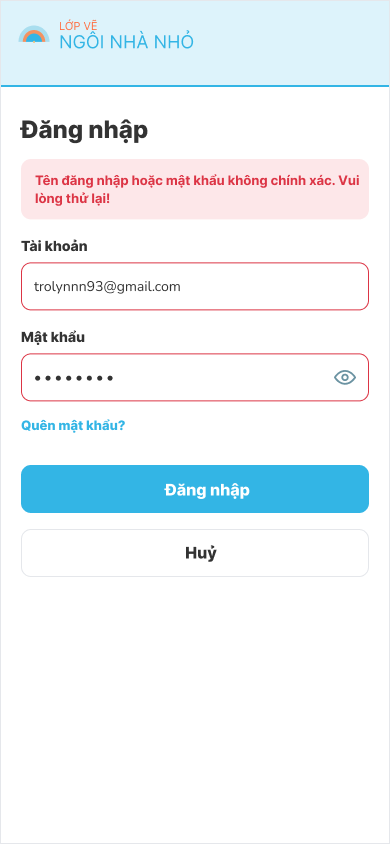 LỚP VẼ
NGÔI NHÀ NHỎ
Đăng nhập
Tên đăng nhập hoặc mật khẩu không chính xác. Vui
lòng thử lại!
Tài khoản
trolynnn93@gmail.com
Mật khẩu
••••••••
Quên mật khẩu?
Đăng nhập
Huỷ